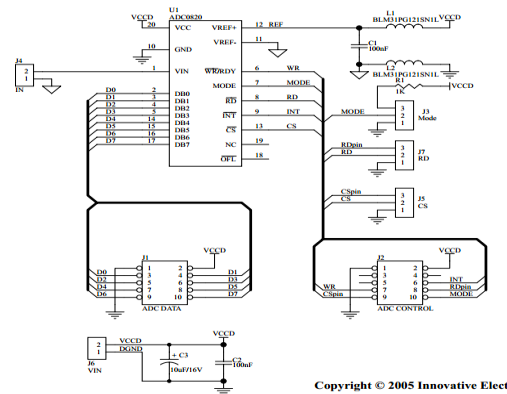 U1
ADC0820
VCCD
20 VCC VREF+ 12 REF
10 GND VREF- 11
1 VIN WR/RDY 6 WR
MODE 7 MODE
D0 2 DB0 RD 8 RD
D1 3 DB1
D2 4 DB2 INT 9 INT
D3 5 DB3
D4 14 DB4 CS 13 CS
D5 15 DB5
D6 16 DB6 NC 19
D7 17 DB7
OFL 18
J4
2
1
IN
L1
VCCD
BLM31PG121SN1L
C1
100nF
L2
BLM31PG121SN1L
R1
VCCD
1K
MODE
3
2
1
J3
Mode
RDpin
RD
3
2
1
J7
RD
CSpin
CS
3
2
1
J5
CS
J1
VCCD
D0 1 2
D2 3 4 D1
D4 5 6 D3
D6 7 8 D5
9 10 D7
ADC DATA
J2
VCCD
1 2
3 4
5 6 INT
WR 7 8 RDpin
CSpin 9 10 MODE
ADC CONTROL
VCCD
2 VCCD
1 DGND
J6
VIN
+ C3
10uF/16V
C2
100nF
Copyright © 2005 Innovative Elect